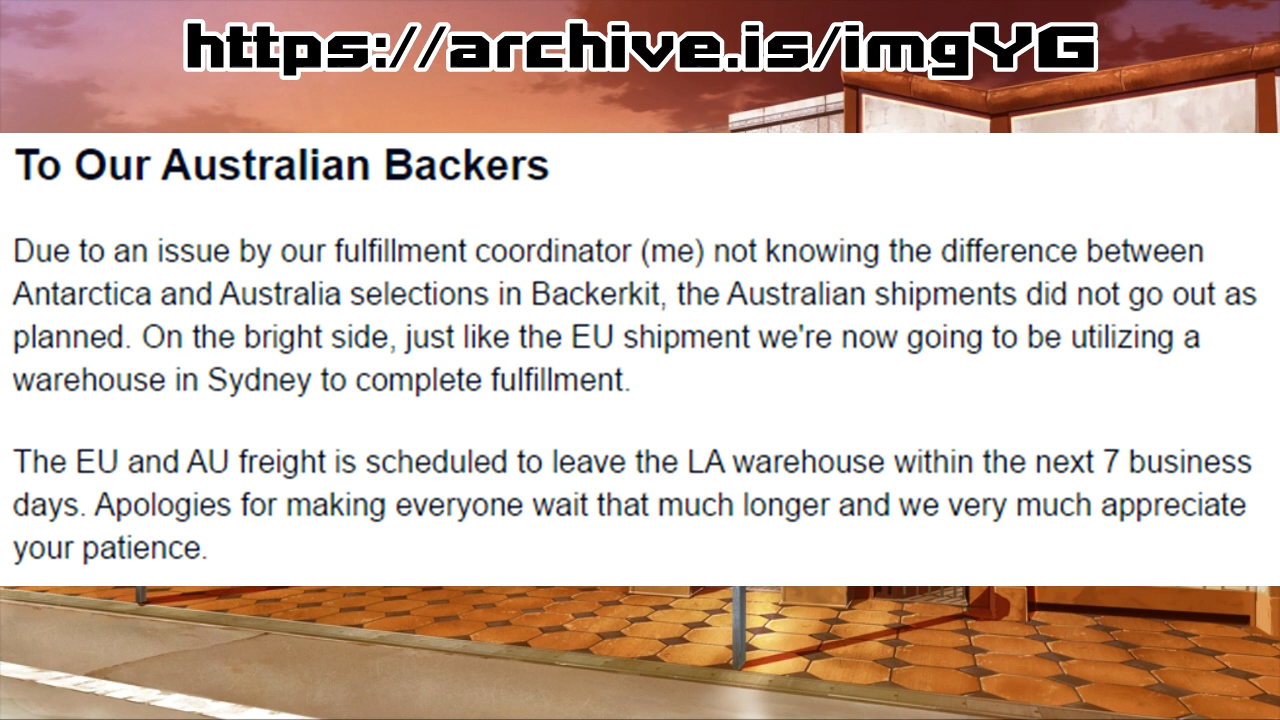 https://archive.is/imgYG
To Our Australian Backers
Due to an issue by our fulfillment coordinator (me) not knowing the difference between
Antarctica and Australia selections in Backerkit, the Australian shipments did not go out as
planned. On the bright side, just like the EU shipment we're now going to be utilizing a
warehouse in Sydney to complete fulfillment.
The EU and AU freight is scheduled to leave the LA warehouse within the next 7 business
days. Apologies for making everyone wait that much longer and we very much appreciate
your patience.